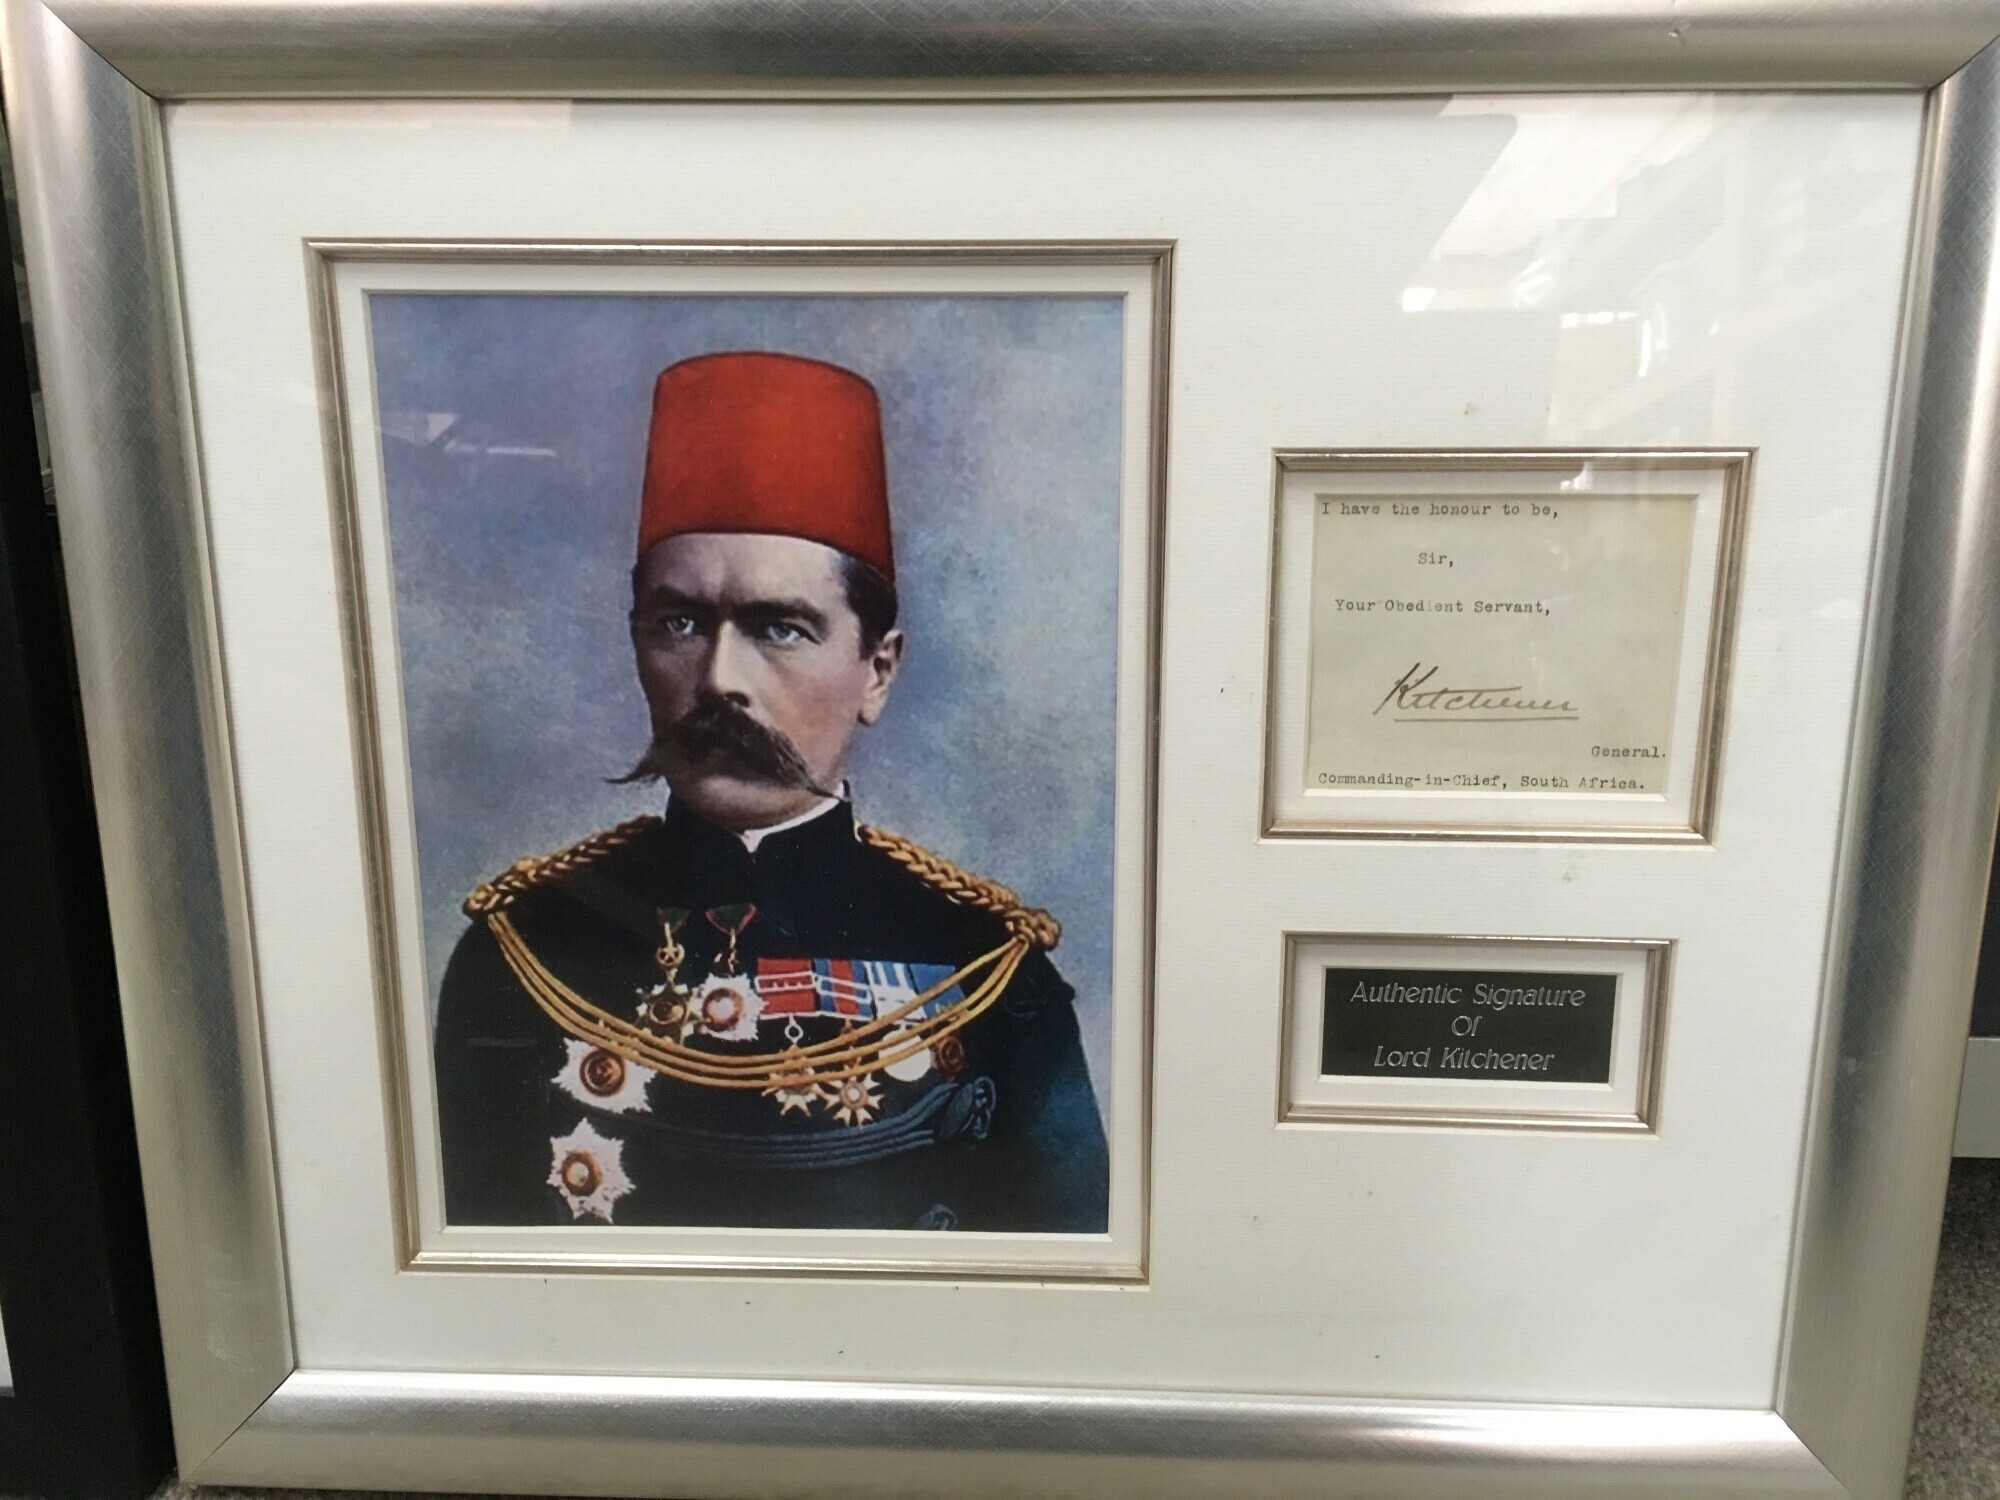 I have the honour to be,
Sir,
Your Obedient Servant,
Kitchener
General.
Commanding-in-Chief, South Africa.
Authentic Signature
Of
Lord Kitchener